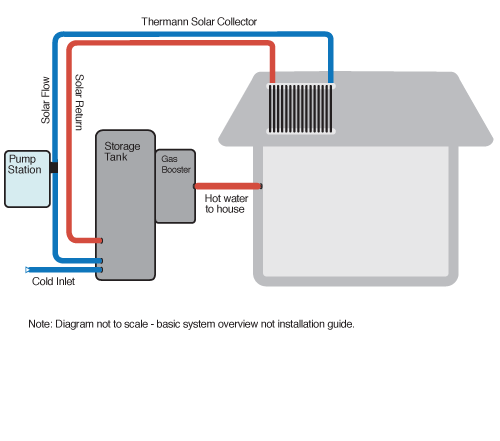 Thermann Solar Collector
Solar Flow
Solar Return
Pump
Station
Storage
Tank
Gas
Booster
Hot water
to house
Cold Inlet
Note: Diagram not to scale - basic system overview not installation guide.